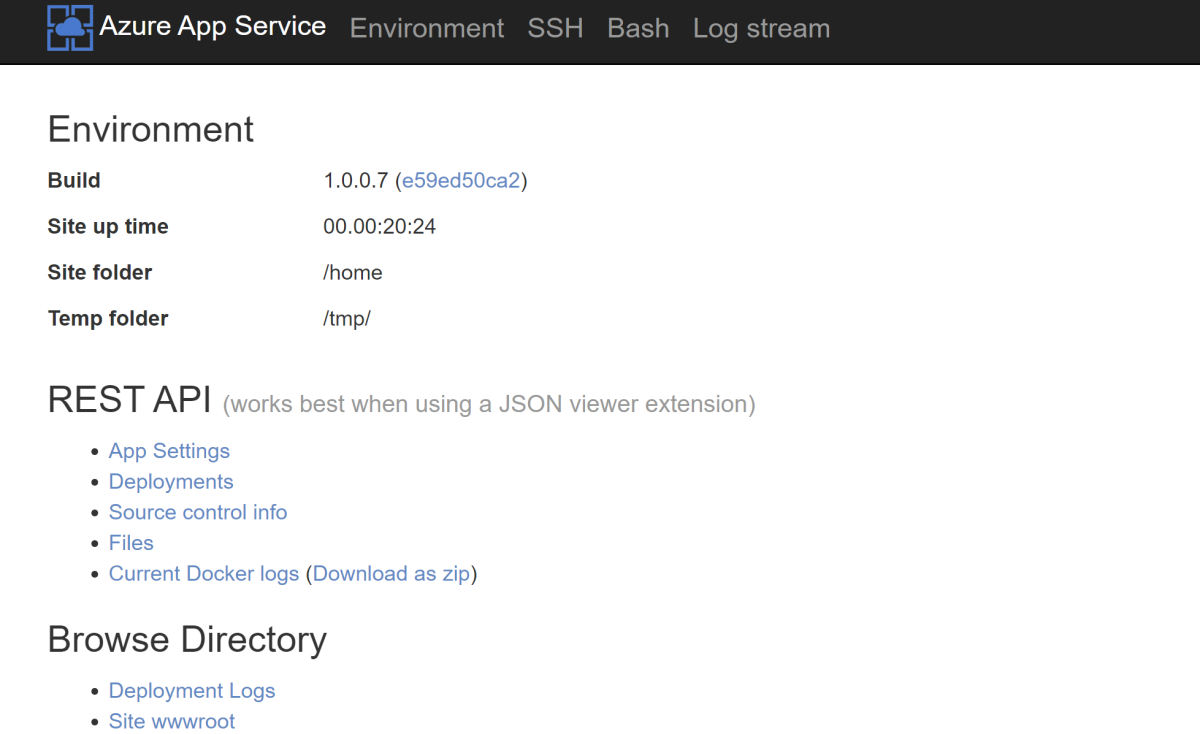 Azure App Service Environment SSH Bash Log stream
Environment
Build 1.0.0.7 (e59ed50ca2)
Site up time 00.00:20:24
Site folder /home
Temp folder /tmp/
REST API (works best when using a JSON viewer extension)
App Settings
Deployments
Source control info
Files
Current Docker logs (Download as zip)
Browse Directory
Deployment Logs
Site wwwroot